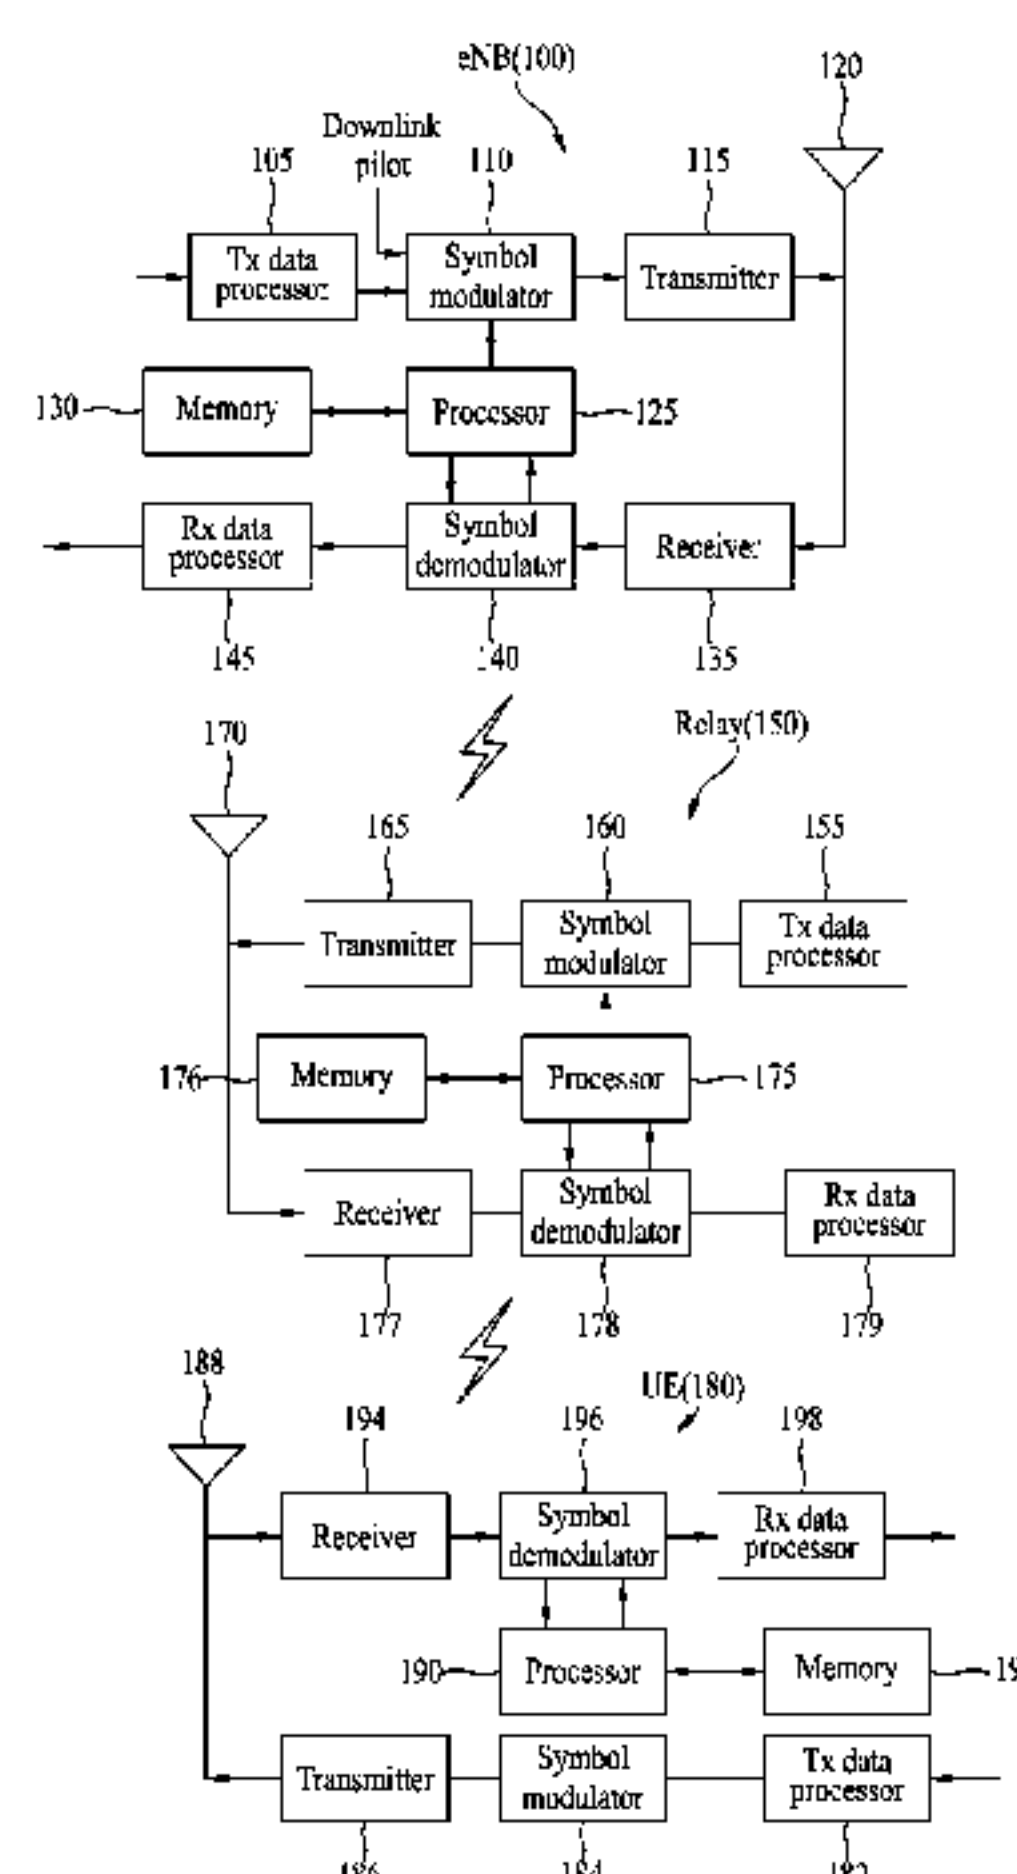 eNB(100)
120
Downlink
pilot
105
110
115
Tx data
processor
Symbol
modulator
Transmitter
130
Memory
Processor
125
Rx data
processor
Symbol
demodulator
Receiver
145
140
135
170
Relay(150)
165
160
155
Transmitter
Symbol
modulator
Tx data
processor
176
Memory
Processor
175
Receiver
Symbol
demodulator
Rx data
processor
177
178
179
188
UE(180)
194
196
198
Receiver
Symbol
demodulator
Rx data
processor
190
Processor
Memory
Transmitter
Symbol
modulator
Tx data
processor